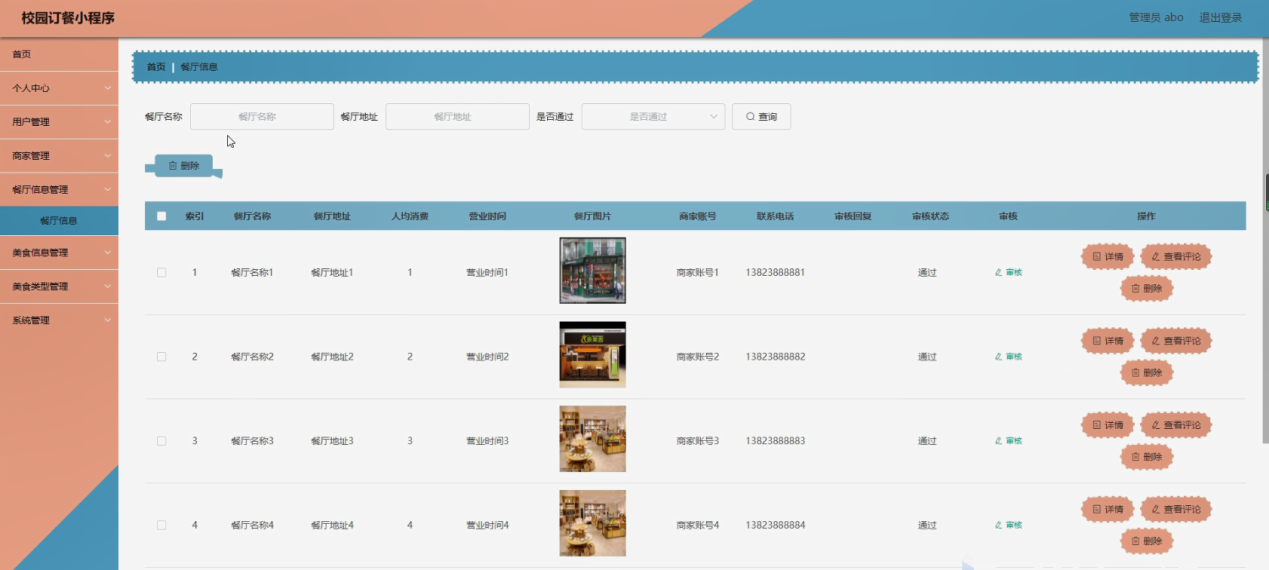 校园订餐小程序 管理员 abo 退出登录
首页
个人中心
用户管理
商家管理
餐厅信息管理
餐厅信息
美食信息管理
美食类型管理
系统管理
首页 | 餐厅信息
餐厅名称 餐厅名称 餐厅地址 餐厅地址 是否通过 是否通过 查询
删除
索引 餐厅名称 餐厅地址 人均消费 营业时间 餐厅图片 商家账号 联系电话 审核回复 审核状态 审核 操作
1 餐厅名称1 餐厅地址1 1 营业时间1 商家账号1 13823888881 通过 审核 详情 查看评论
删除
2 餐厅名称2 餐厅地址2 2 营业时间2 商家账号2 13823888882 通过 审核 详情 查看评论
删除
3 餐厅名称3 餐厅地址3 3 营业时间3 商家账号3 13823888883 通过 审核 详情 查看评论
删除
4 餐厅名称4 餐厅地址4 4 营业时间4 商家账号4 13823888884 通过 审核 详情 查看评论
删除